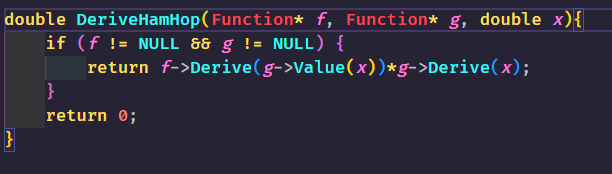 double DeriveHamHop(Function* f, Function* g, double x){
    if (f != NULL && g != NULL) {
        return f->Derive(g->Value(x))*g->Derive(x);
    }
    return 0;
}